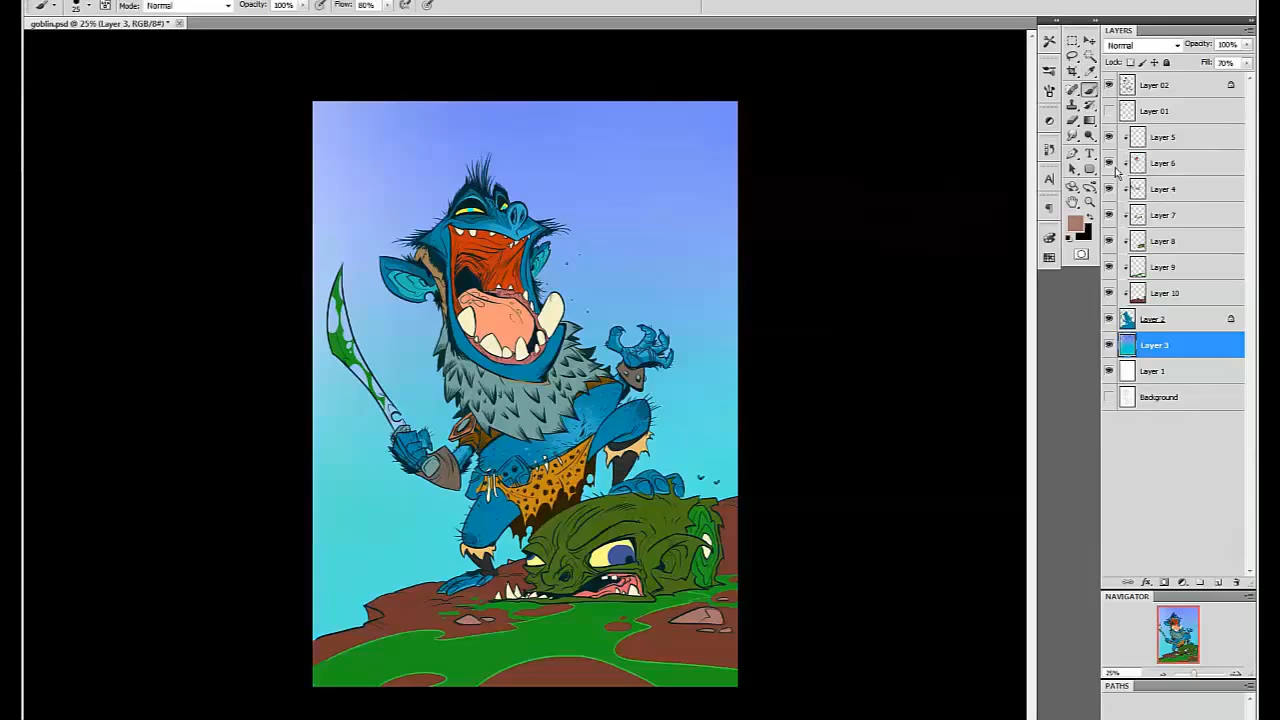 25 Mode: Normal Opacity: 100% Flow: 80%
goblin.psd @ 25% (Layer 3, RGB/8#) *
LAYERS
Normal Opacity: 100%
Lock: Fill: 70%
Layer 02
Layer 01
Layer 5
Layer 6
Layer 4
Layer 7
Layer 8
Layer 9
Layer 10
Layer 2
Layer 3
Layer 1
Background
NAVIGATOR
25%
PATHS